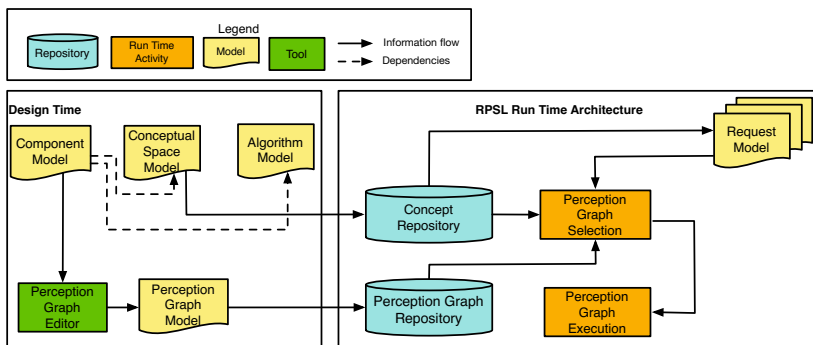 Legend
Repository
Run Time
Activity
Model
Tool
Information flow
Dependencies
Design Time
RPSL Run Time Architecture
Component
Model
Conceptual
Space
Model
Algorithm
Model
Request
Model
Concept
Repository
Perception
Graph
Selection
Perception
Graph
Editor
Perception
Graph
Model
Perception Graph
Repository
Perception
Graph
Execution